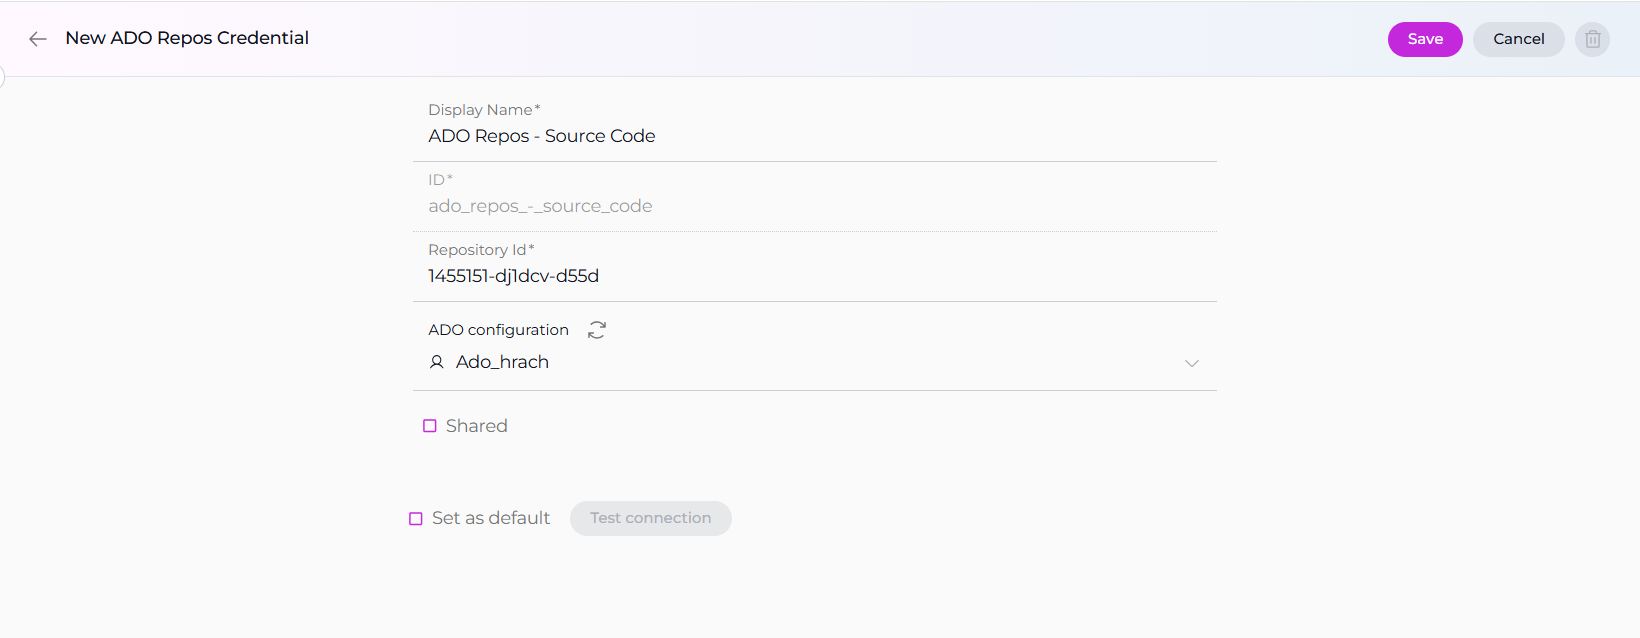 New ADO Repos Credential
Save
Cancel
Display Name*
ADO Repos - Source Code
ID*
ado_repos_-_source_code
Repository Id*
1455151-dj1dcv-d55d
ADO configuration
Ado_hrach
Shared
Set as default
Test connection